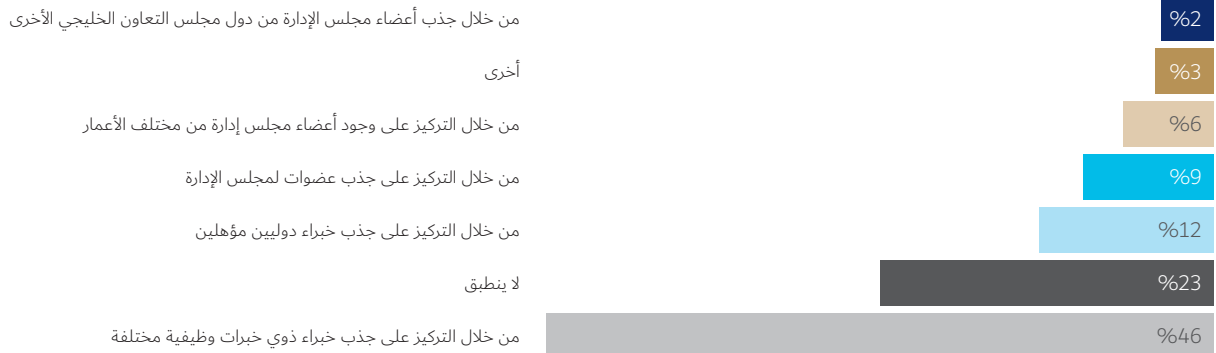 من خلال جذب أعضاء مجلس الإدارة من دول مجلس التعاون الخليجي الأخرى %2
أخرى %3
من خلال التركيز على وجود أعضاء مجلس إدارة من مختلف الأعمار %6
من خلال التركيز على جذب عضوات لمجلس الإدارة %9
من خلال التركيز على جذب خبراء دوليين مؤهلين %12
لا ينطبق %23
من خلال التركيز على جذب خبراء ذوي خبرات وظيفية مختلفة %46